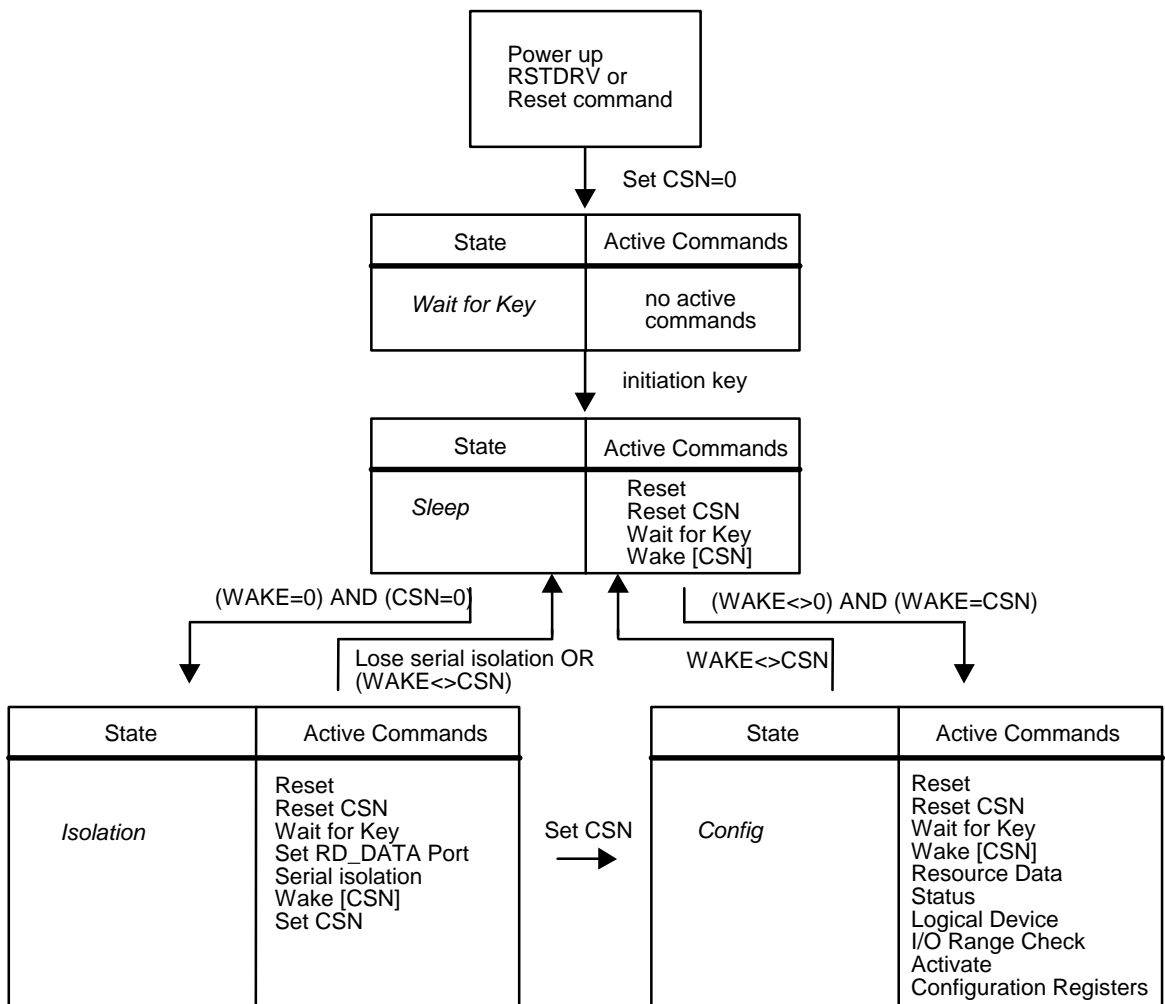 Power up
RSTDRV or
Reset command
Set CSN=0
State
Active Commands
Wait for Key
no active
commands
initiation key
State
Active Commands
Sleep
Reset
Reset CSN
Wait for Key
Wake [CSN]
(WAKE=0) AND (CSN=0)
(WAKE<>0) AND (WAKE=CSN)
Lose serial isolation OR
(WAKE<>CSN)
WAKE<>CSN
State
Active Commands
Isolation
Reset
Reset CSN
Wait for Key
Set RD_DATA Port
Serial isolation
Wake [CSN]
Set CSN
Set CSN
State
Active Commands
Config
Reset
Reset CSN
Wait for Key
Wake [CSN]
Resource Data
Status
Logical Device
I/O Range Check
Activate
Configuration Registers